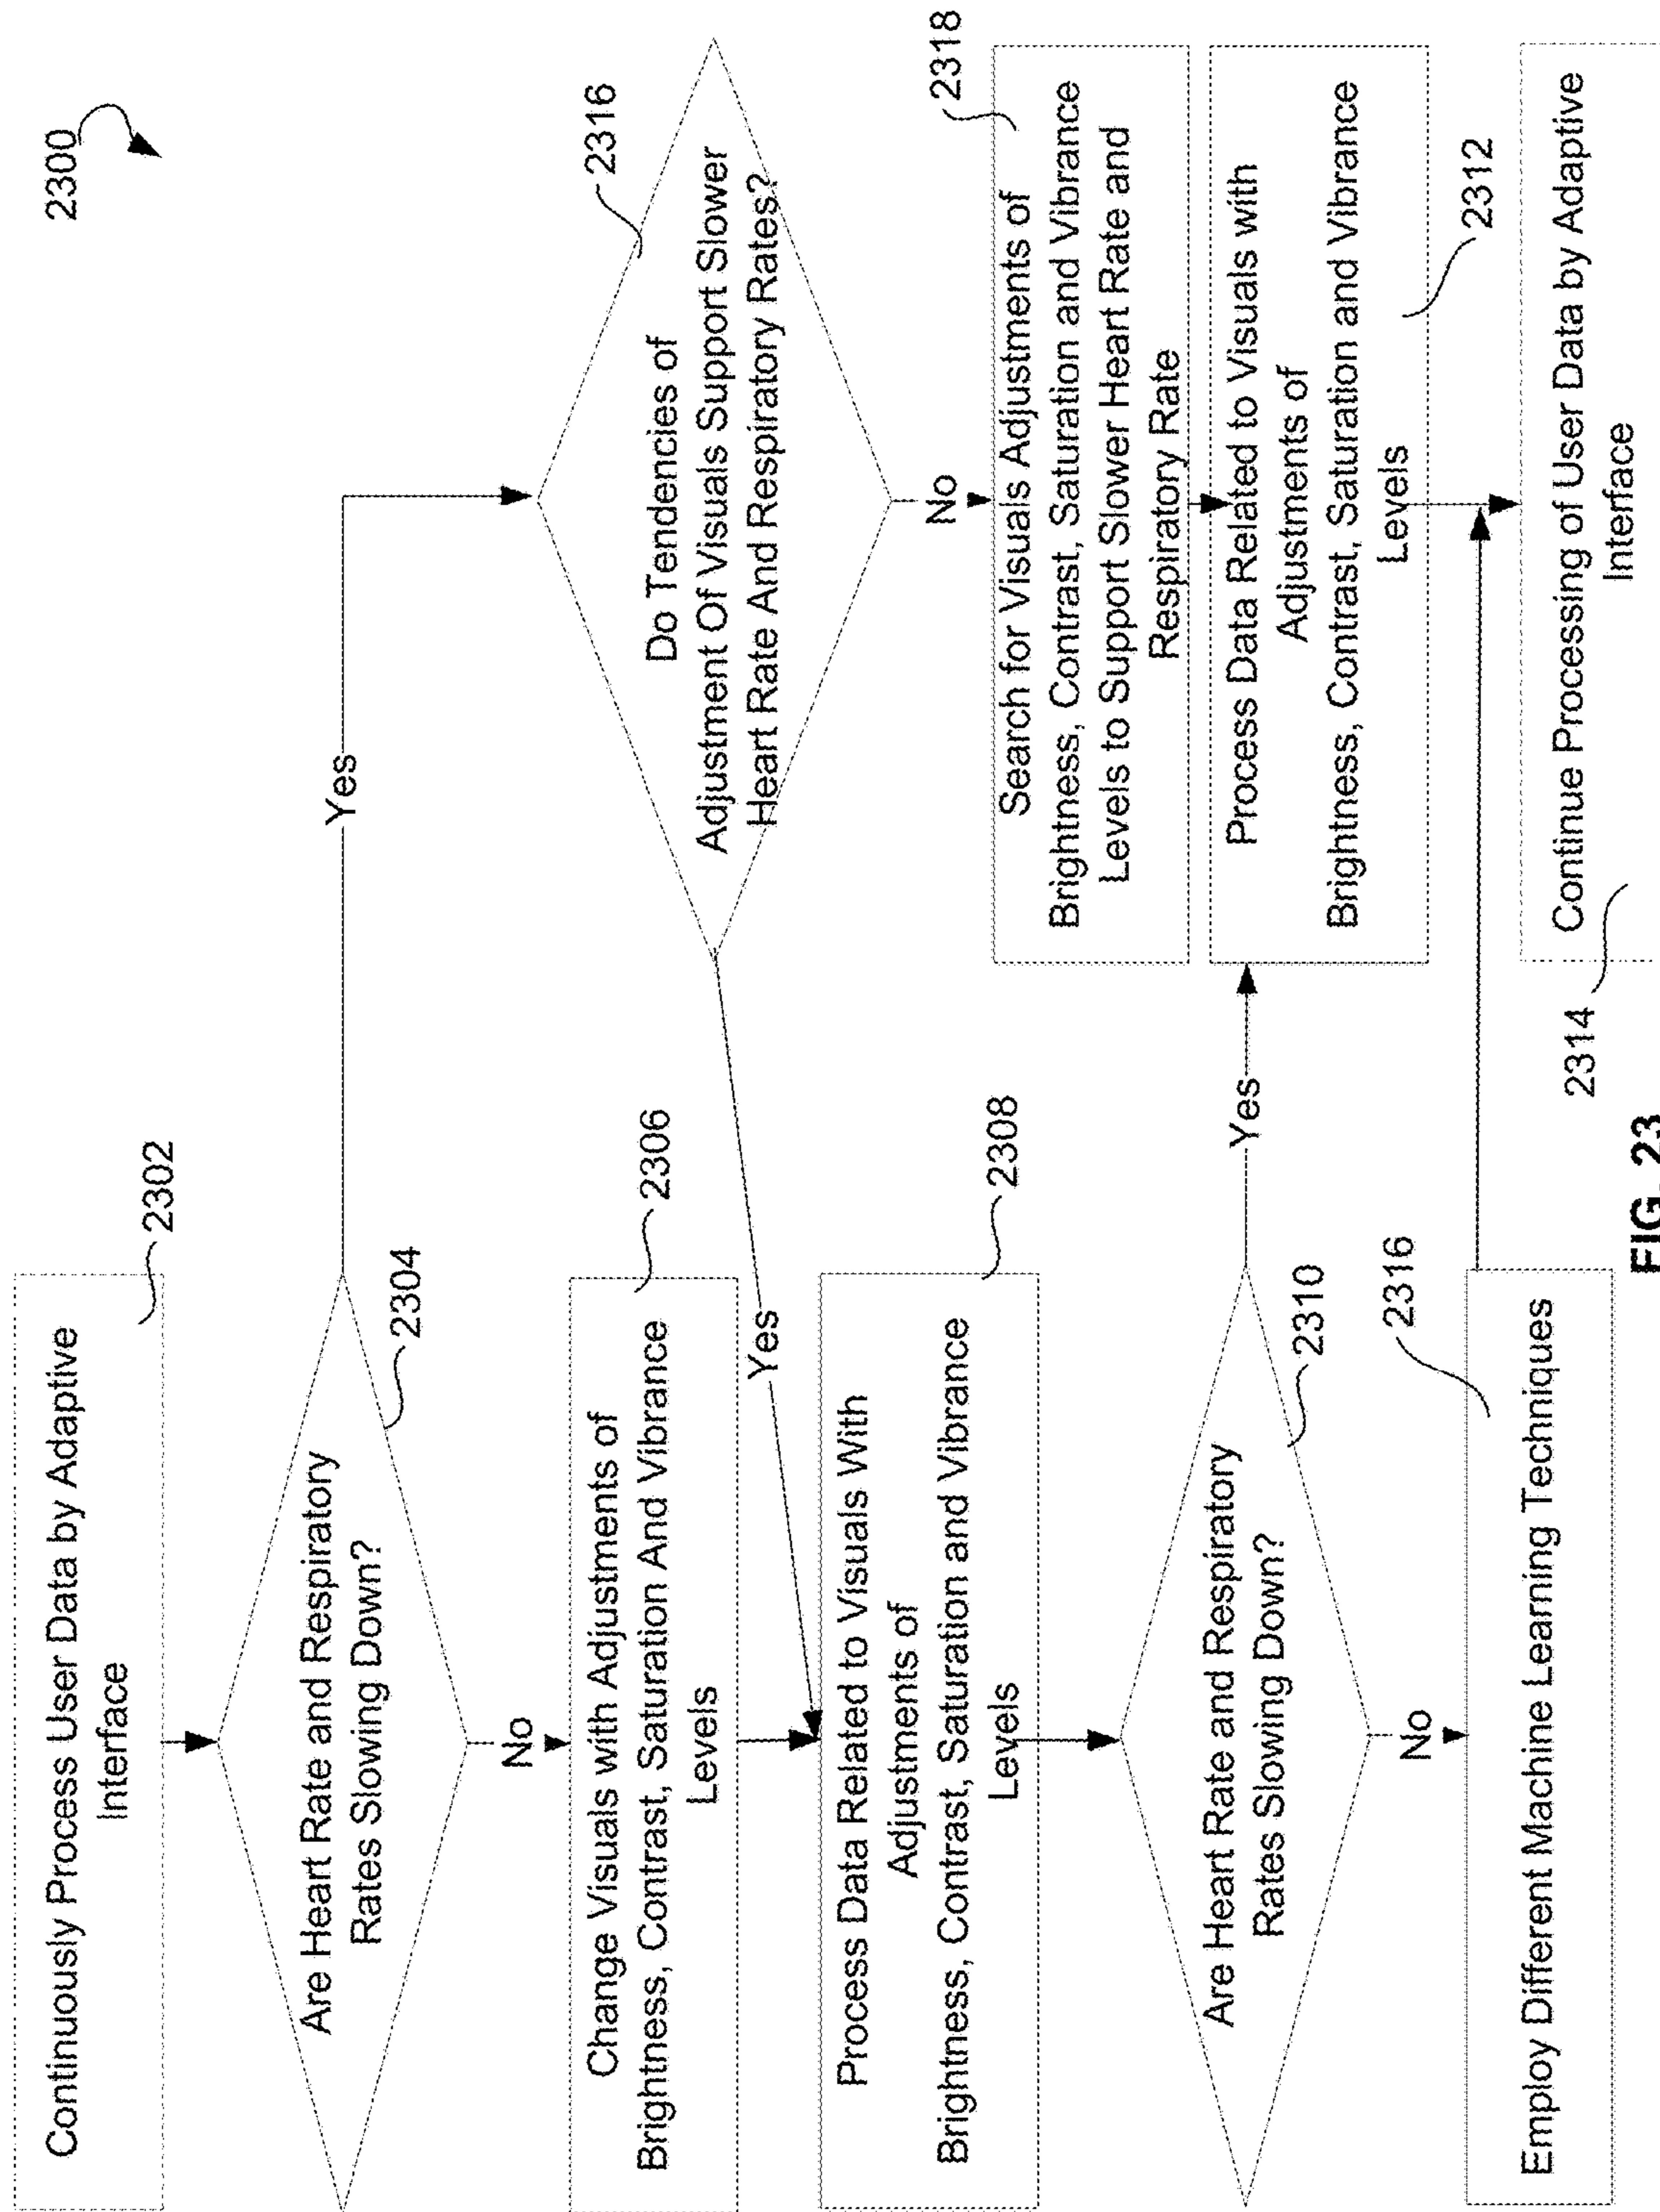 2300
Continuously Process User Data by Adaptive
Interface
2302
Are Heart Rate and Respiratory
Rates Slowing Down?
2304
Yes
No
Change Visuals with Adjustments of
Brightness, Contrast, Saturation And Vibrance
Levels
2306
Do Tendencies of
Adjustment Of Visuals Support Slower
Heart Rate And Respiratory Rates?
2316
Yes
No
Process Data Related to Visuals With
Adjustments of
Brightness, Contrast, Saturation and Vibrance
Levels
2308
Search for Visuals Adjustments of
Brightness, Contrast, Saturation and Vibrance
Levels to Support Slower Heart Rate and
Respiratory Rate
2318
Are Heart Rate and Respiratory
Rates Slowing Down?
2310
Yes
No
Process Data Related to Visuals with
Adjustments of
Brightness, Contrast, Saturation and Vibrance
Levels
2312
Employ Different Machine Learning Techniques
2316
Continue Processing of User Data by Adaptive
Interface
2314
FIG. 23